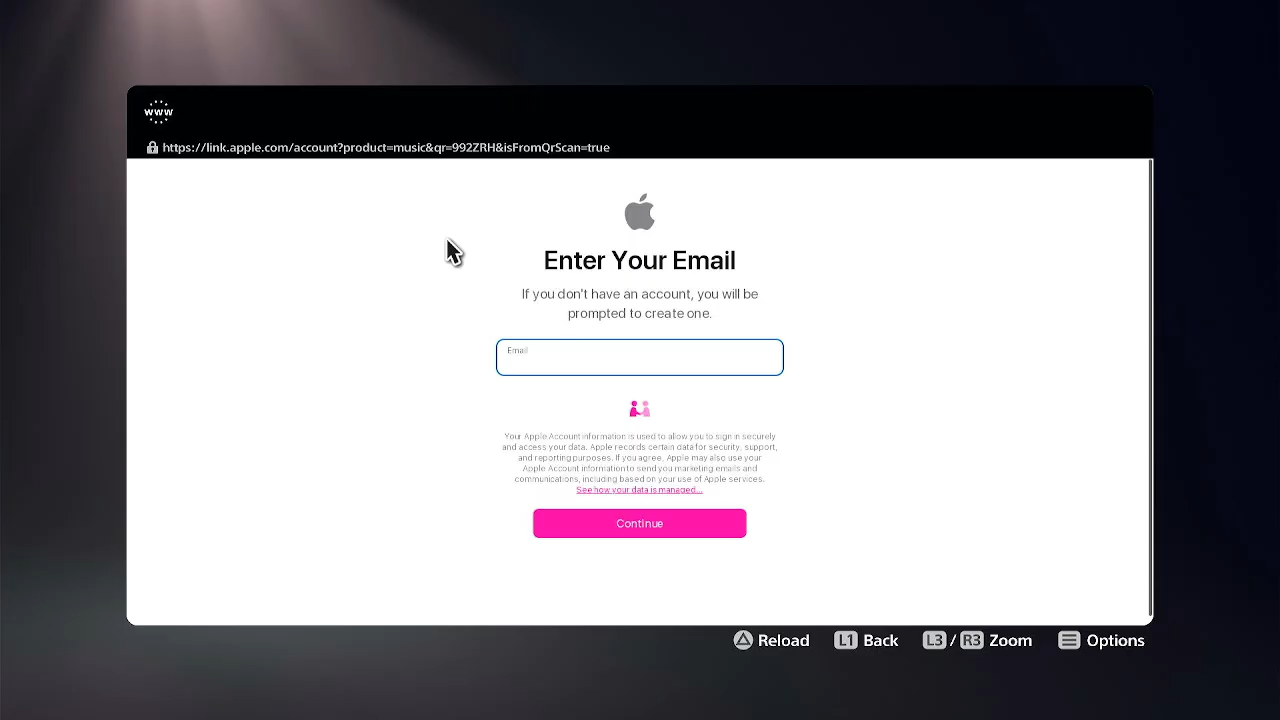 www
https://link.apple.com/account?product=music&qr=992ZRH&isFromQrScan=true
Enter Your Email
If you don't have an account, you will be
prompted to create one.
Email
Your Apple Account information is used to allow you to sign in securely
and access your data. Apple records certain data for security, support,
and reporting purposes. If you agree, Apple may also use your
Apple Account information to send you marketing emails and
communications, including based on your use of Apple services.
See how your data is managed...
Continue
Reload L1 Back L3 / R3 Zoom Options